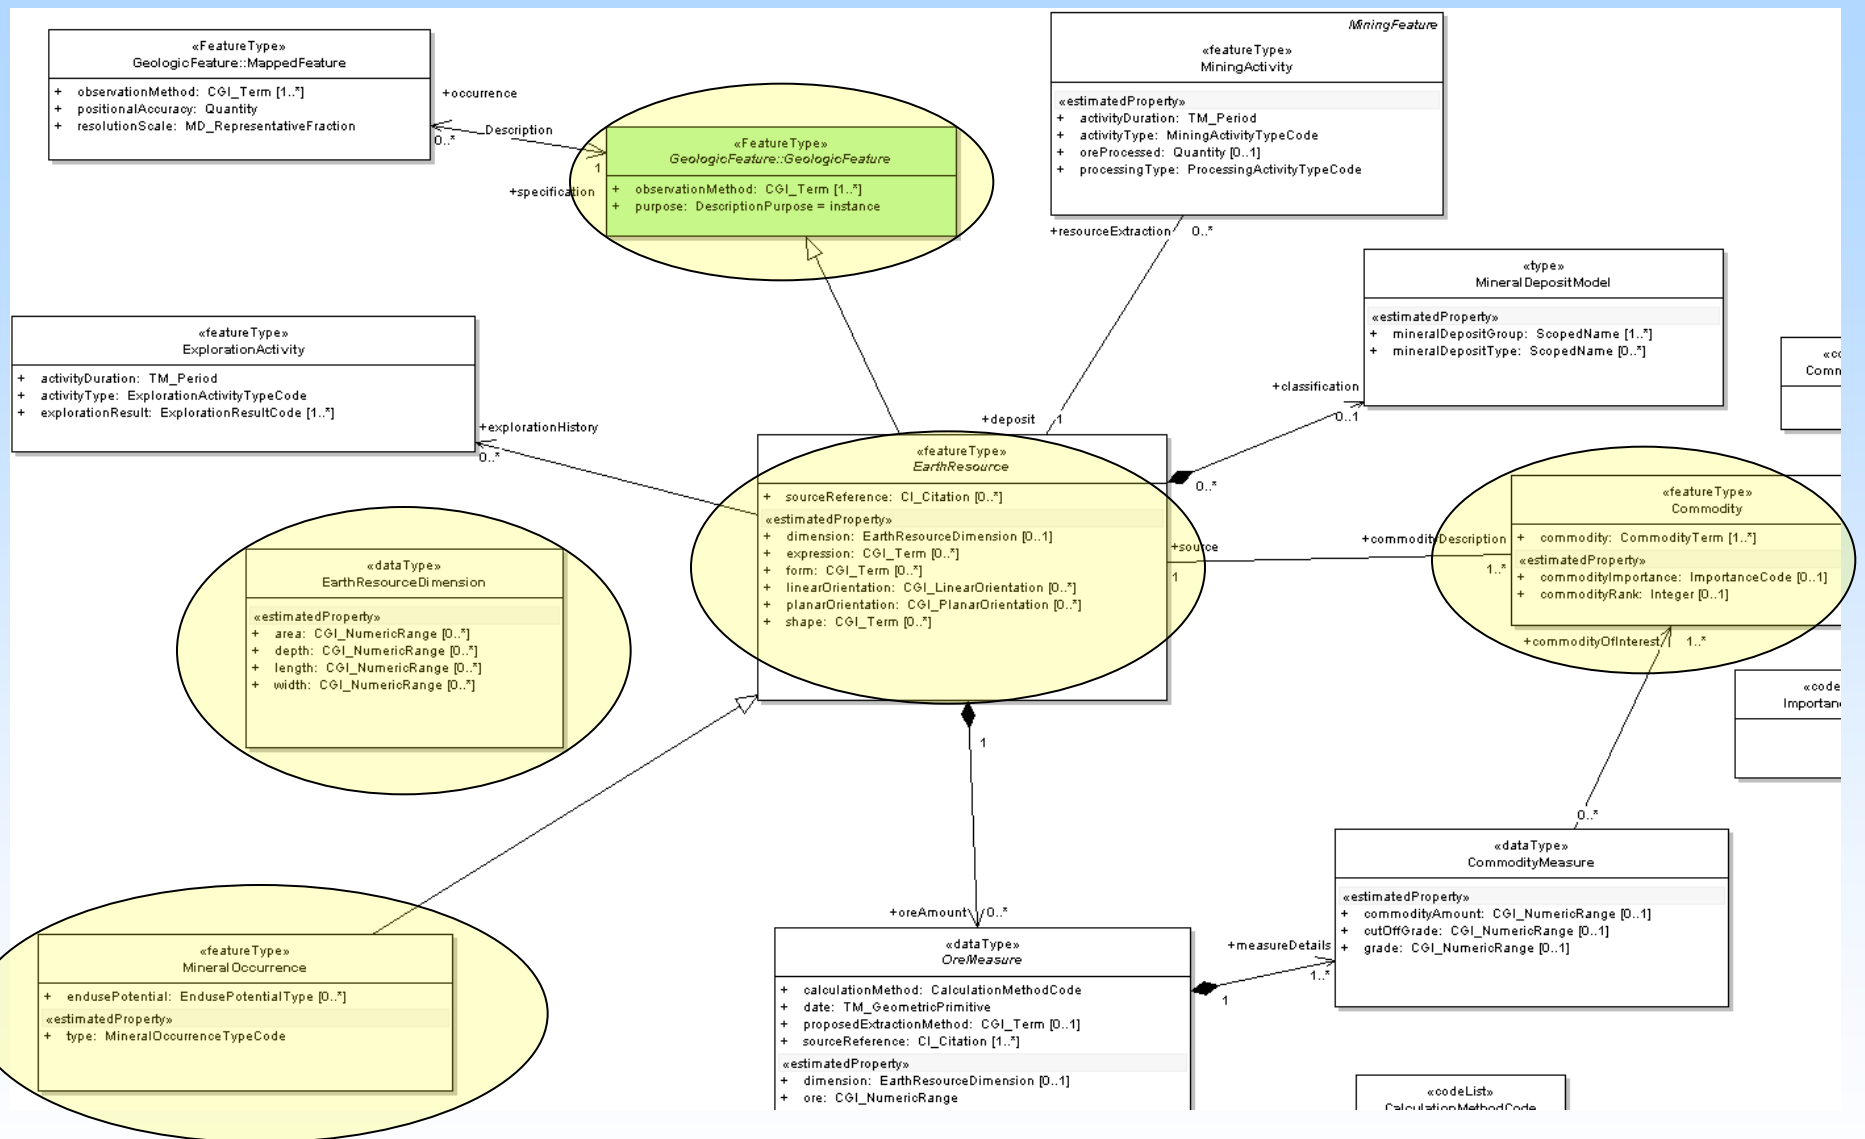 «FeatureType»
GeologicFeature::MappedFeature
+ observationMethod: CGI_Term [1..*]
+ positionalAccuracy: Quantity
+ resolutionScale: MD_RepresentativeFraction
+occurrence
0..*
Description
1
+specification
«FeatureType»
GeologicFeature::GeologicFeature
+ observationMethod: CGI_Term [1..*]
+ purpose: DescriptionPurpose = instance
MiningFeature
«featureType»
MiningActivity
«estimatedProperty»
+ activityDuration: TM_Period
+ activityType: MiningActivityTypeCode
+ oreProcessed: Quantity [0..1]
+ processingType: ProcessingActivityTypeCode
+resourceExtraction 0..*
«type»
MineralDepositModel
«estimatedProperty»
+ mineralDepositGroup: ScopedName [1..*]
+ mineralDepositType: ScopedName [0..*]
+classification
0..1
+deposit 1
0..*
«featureType»
ExplorationActivity
+ activityDuration: TM_Period
+ activityType: ExplorationActivityTypeCode
+ explorationResult: ExplorationResultCode [1..*]
+explorationHistory
0..*
«featureType»
EarthResource
+ sourceReference: CI_Citation [0..*]
«estimatedProperty»
+ dimension: EarthResourceDimension [0..1]
+ expression: CGI_Term [0..*]
+ form: CGI_Term [0..*]
+ linearOrientation: CGI_LinearOrientation [0..*]
+ planarOrientation: CGI_PlanarOrientation [0..*]
+ shape: CGI_Term [0..*]
+source
1
+commodityDescription
1..*
«featureType»
Commodity
+ commodity: CommodityTerm [1..*]
«estimatedProperty»
+ commodityImportance: ImportanceCode [0..1]
+ commodityRank: Integer [0..1]
+commodityOfInterest 1..*
«dataType»
EarthResourceDimension
«estimatedProperty»
+ area: CGI_NumericRange [0..*]
+ depth: CGI_NumericRange [0..*]
+ length: CGI_NumericRange [0..*]
+ width: CGI_NumericRange [0..*]
«code
1
0..*
«dataType»
CommodityMeasure
«estimatedProperty»
+ commodityAmount: CGI_NumericRange [0..1]
+ cutOffGrade: CGI_NumericRange [0..1]
+ grade: CGI_NumericRange [0..1]
+oreAmount 0..*
+measureDetails
1..*
1
«featureType»
MineralOccurrence
+ endusePotential: EndusePotentialType [0..*]
«estimatedProperty»
+ type: MineralOccurrenceTypeCode
«dataType»
OreMeasure
+ calculationMethod: CalculationMethodCode
+ date: TM_GeometricPrimitive
+ proposedExtractionMethod: CGI_Term [0..1]
+ sourceReference: CI_Citation [1..*]
«estimatedProperty»
+ dimension: EarthResourceDimension [0..1]
+ ore: CGI_NumericRange
«codeList»
CalculationMethodCode